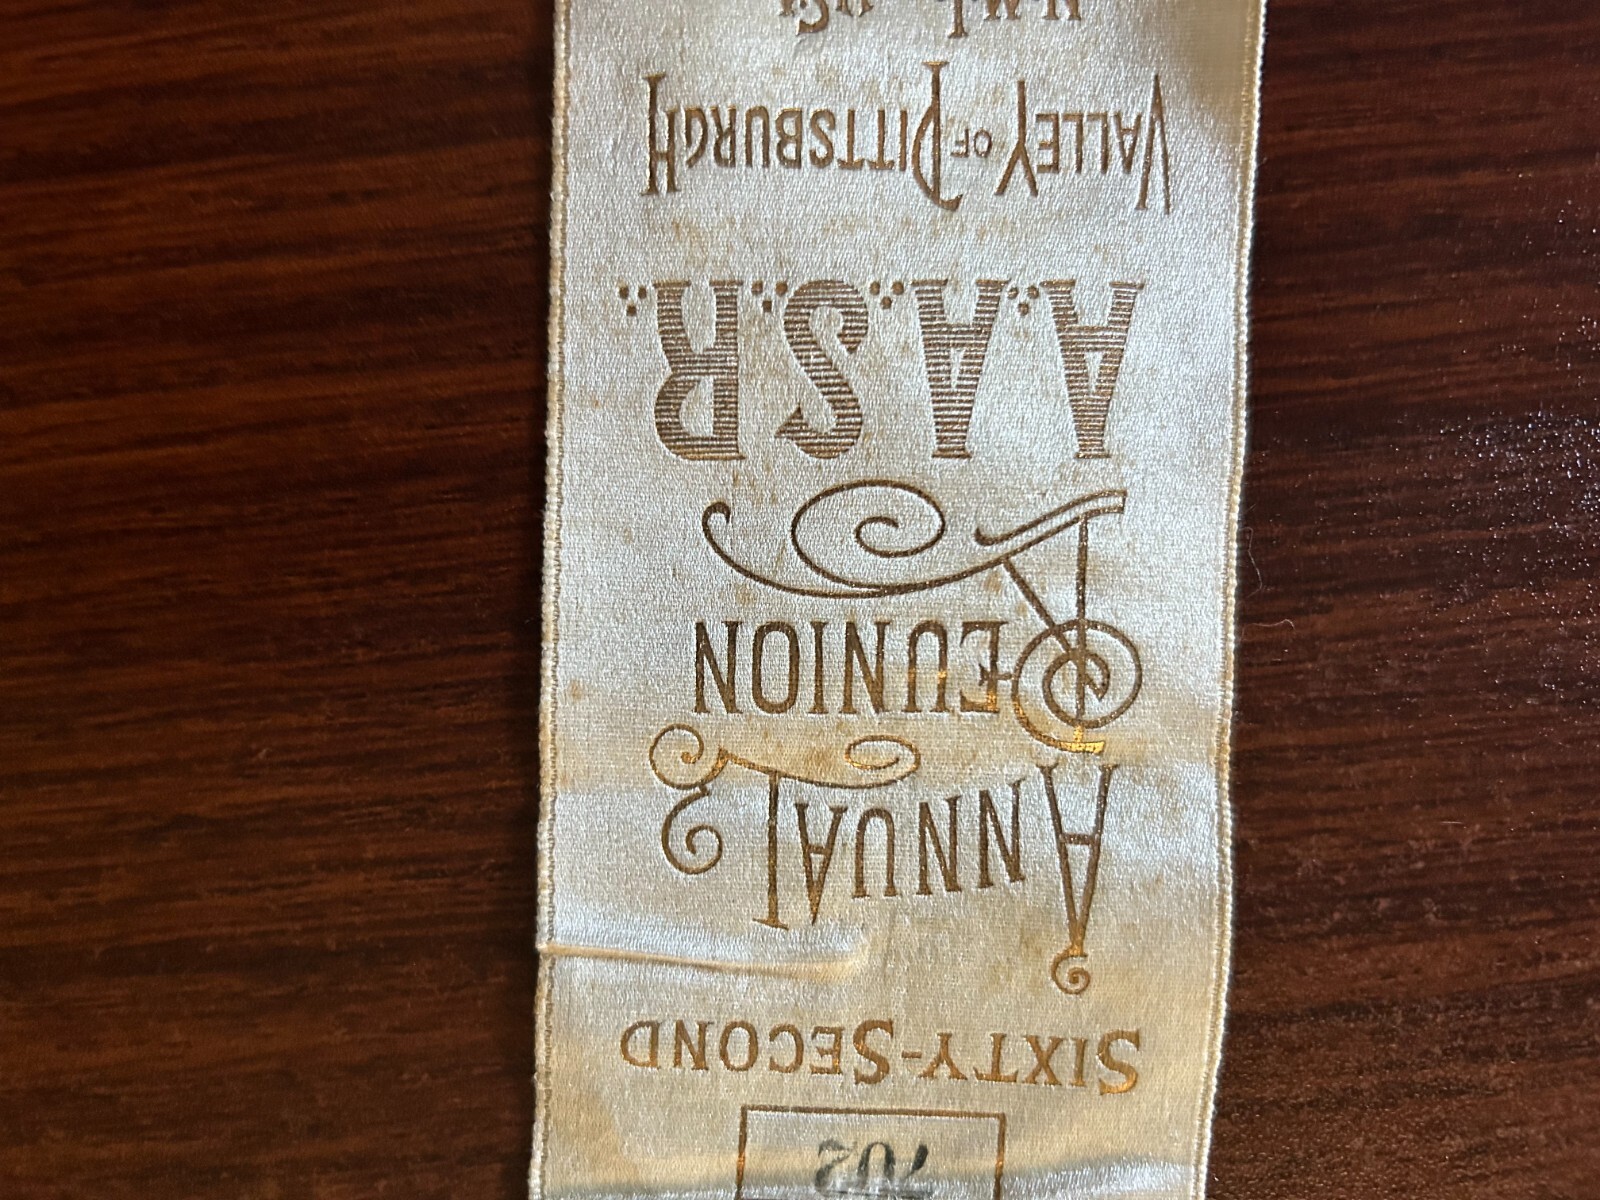 702
SIXTY-SECOND
ANNUAL
REUNION
A∴A∴S∴R∴
VALLEY OF PITTSBURGH
N.M.J. U.S.